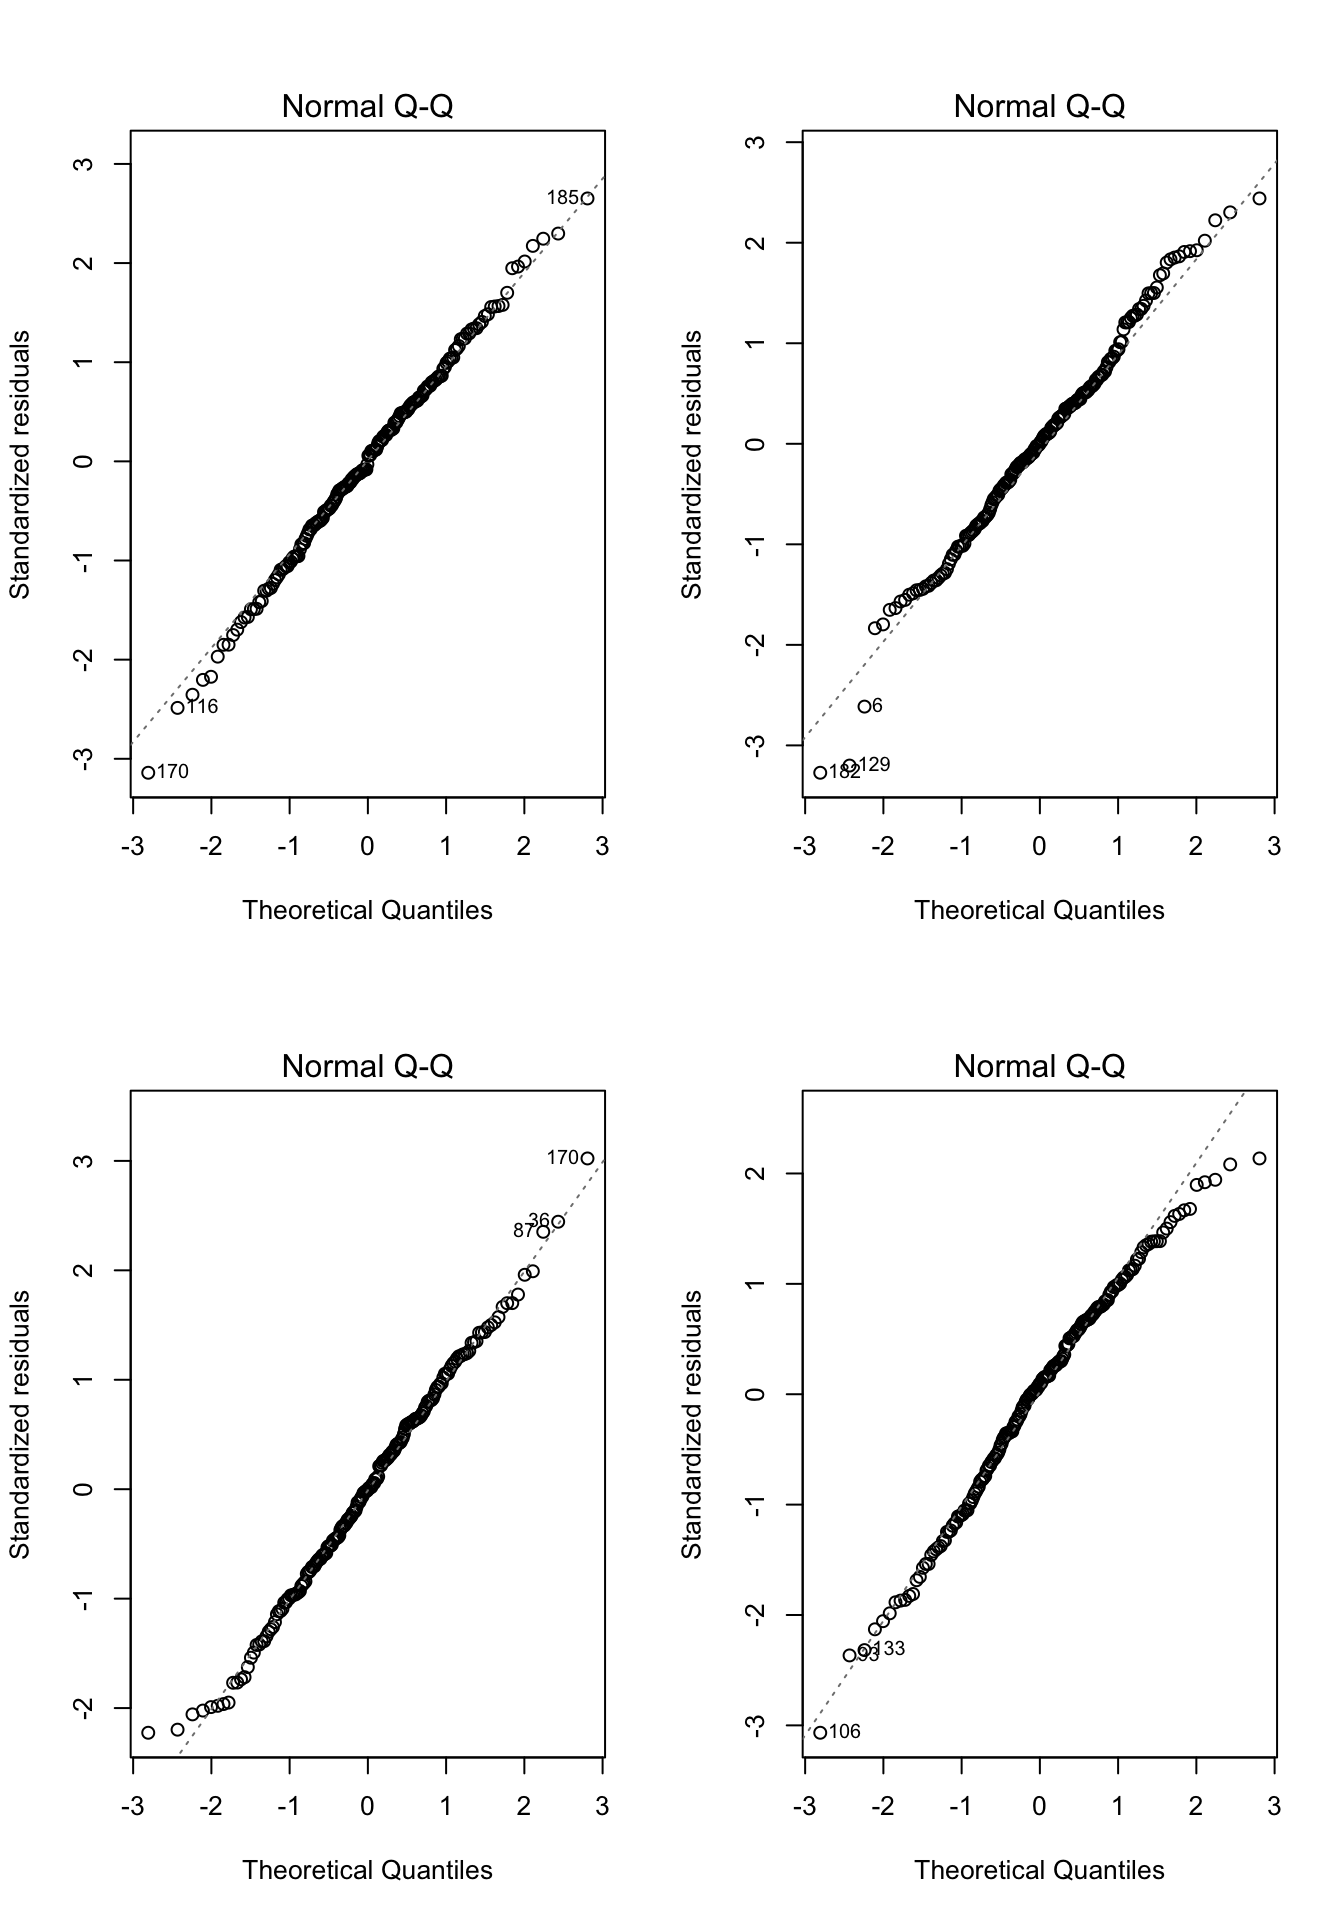 Normal Q-Q
Standardized residuals
3
2
1
0
-1
-2
-3
185
116
170
-3 -2 -1 0 1 2 3
Theoretical Quantiles
Normal Q-Q
Standardized residuals
3
2
1
0
-1
-2
-3
6
129
182
-3 -2 -1 0 1 2 3
Theoretical Quantiles
Normal Q-Q
Standardized residuals
3
2
1
0
-1
-2
170
36
87
-3 -2 -1 0 1 2 3
Theoretical Quantiles
Normal Q-Q
Standardized residuals
2
1
0
-1
-2
-3
133
93
106
-3 -2 -1 0 1 2 3
Theoretical Quantiles